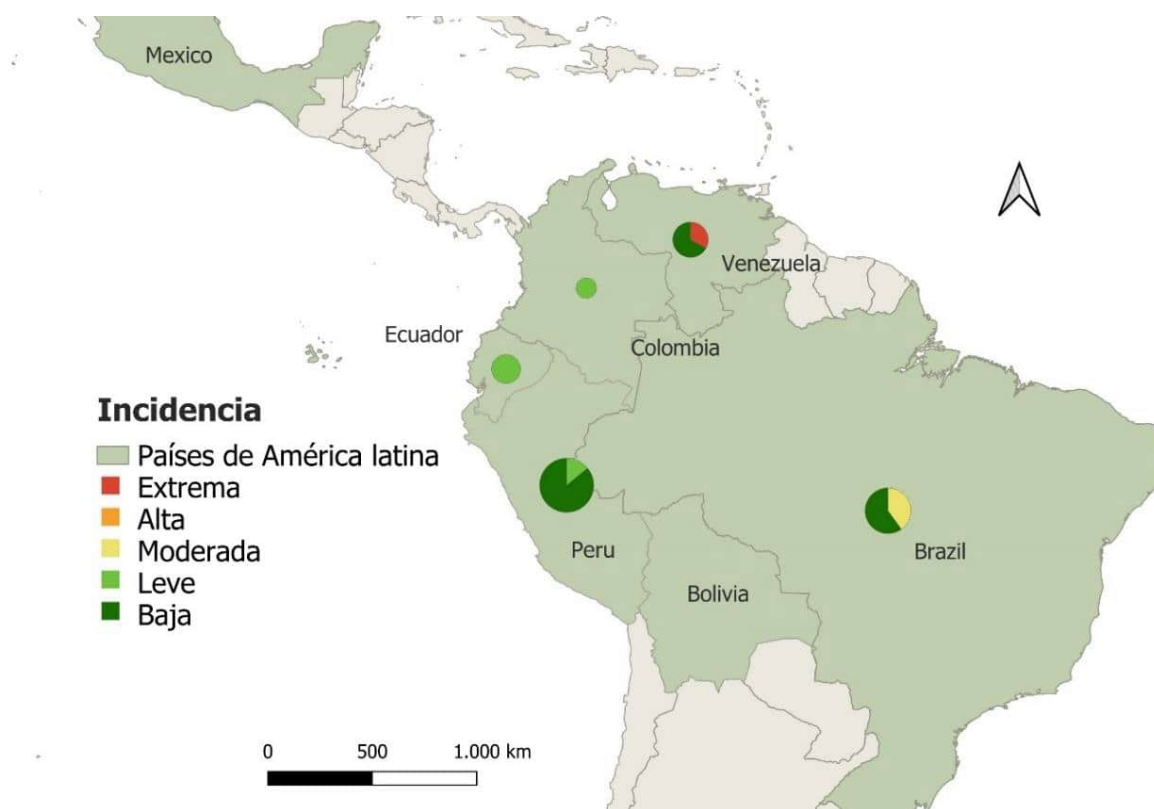 Mexico
Venezuela
Ecuador
Colombia
Incidencia
Países de América latina
Extrema
Alta
Moderada
Leve
Baja
Peru
Brazil
Bolivia
0 500 1.000 km